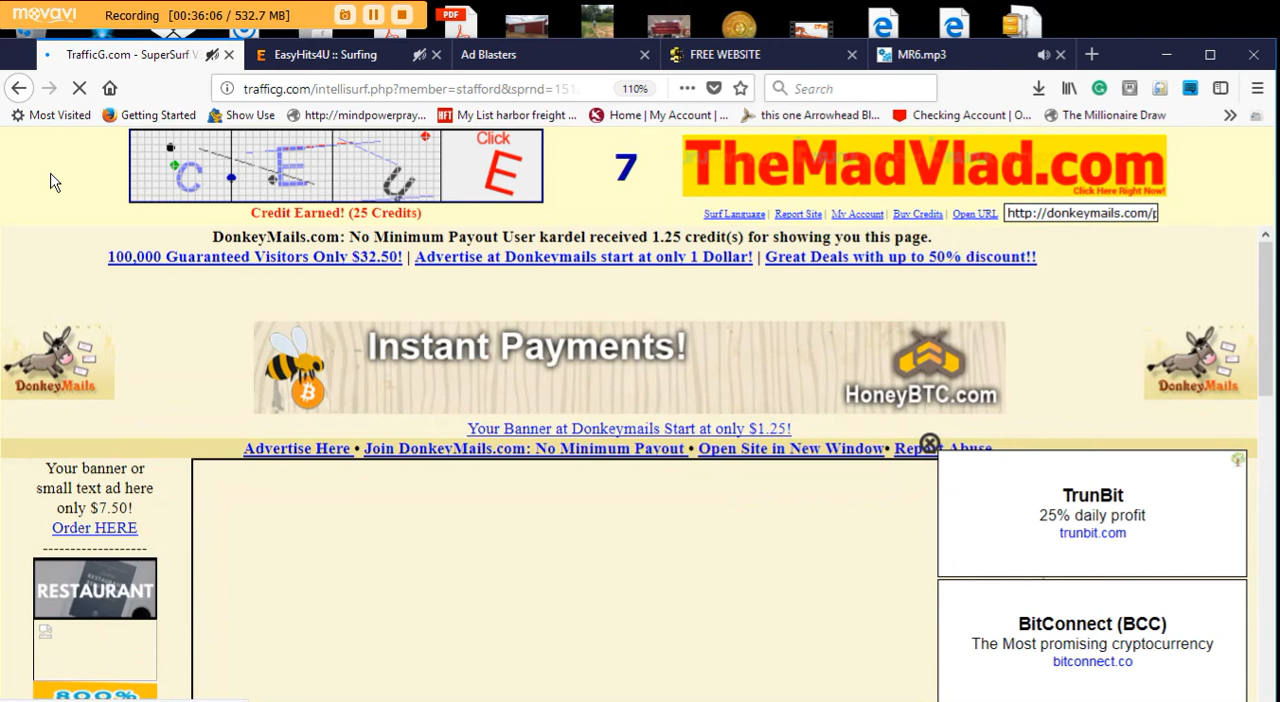 movavi Recording [00:36:06 / 532.7 MB]
PDF
TrafficG.com - SuperSurf V
EasyHits4U :: Surfing
Ad Blasters
FREE WEBSITE
MR6.mp3
trafficg.com/intellisurf.php?member=stafford&sprnd=151
110%
Search
Most Visited
Getting Started
Show Use
http://mindpowerpray...
HFT My List harbor freight ...
Home | My Account | ...
this one Arrowhead Bl...
Checking Account | O...
The Millionaire Draw
C E y Click E
7
TheMadVlad.com
Click Here Right Now!
Credit Earned! (25 Credits)
Surf Language | Report Site | My Account | Buy Credits | Open URL http://donkeymails.com/p
DonkeyMails.com: No Minimum Payout User kardel received 1.25 credit(s) for showing you this page.
100,000 Guaranteed Visitors Only $32.50! | Advertise at Donkeymails start at only 1 Dollar! | Great Deals with up to 50% discount!!
DonkeyMails
Instant Payments!
HoneyBTC.com
DonkeyMails
Your Banner at Donkeymails Start at only $1.25!
Advertise Here • Join DonkeyMails.com: No Minimum Payout • Open Site in New Window• Report Abuse
Your banner or
small text ad here
only $7.50!
Order HERE
-------------------
RESTAURANT
800%
TrunBit
25% daily profit
trunbit.com
BitConnect (BCC)
The Most promising cryptocurrency
bitconnect.co